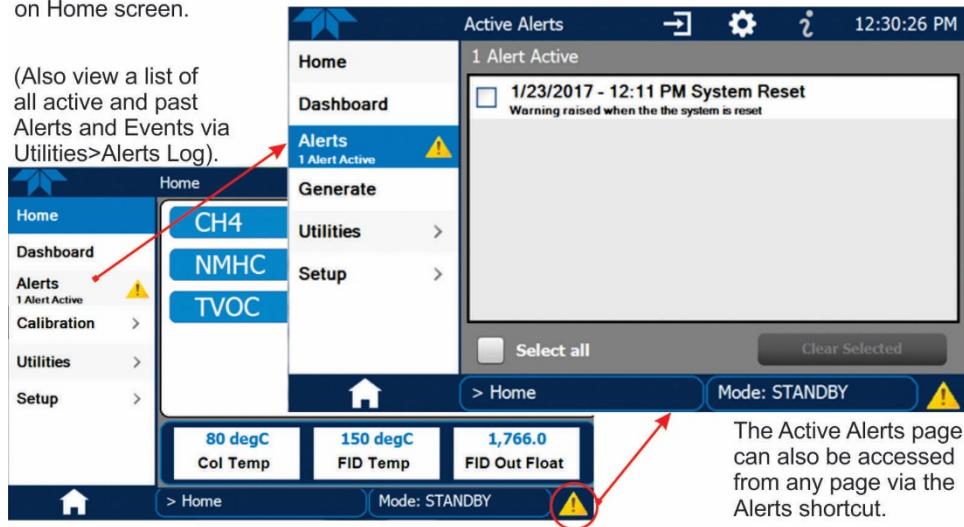 on Home screen.
(Also view a list of
all active and past
Alerts and Events via
Utilities>Alerts Log).
Active Alerts
12:30:26 PM
Home
Dashboard
Alerts
1 Alert Active
Generate
Utilities >
Setup >
1 Alert Active
1/23/2017 - 12:11 PM System Reset
Warning raised when the the system is reset
Select all
Clear Selected
> Home
Mode: STANDBY
Home
Home
Dashboard
Alerts
1 Alert Active
Calibration >
Utilities >
Setup >
CH4
NMHC
TVOC
80 degC
Col Temp
150 degC
FID Temp
1,766.0
FID Out Float
> Home
Mode: STANDBY
The Active Alerts page
can also be accessed
from any page via the
Alerts shortcut.